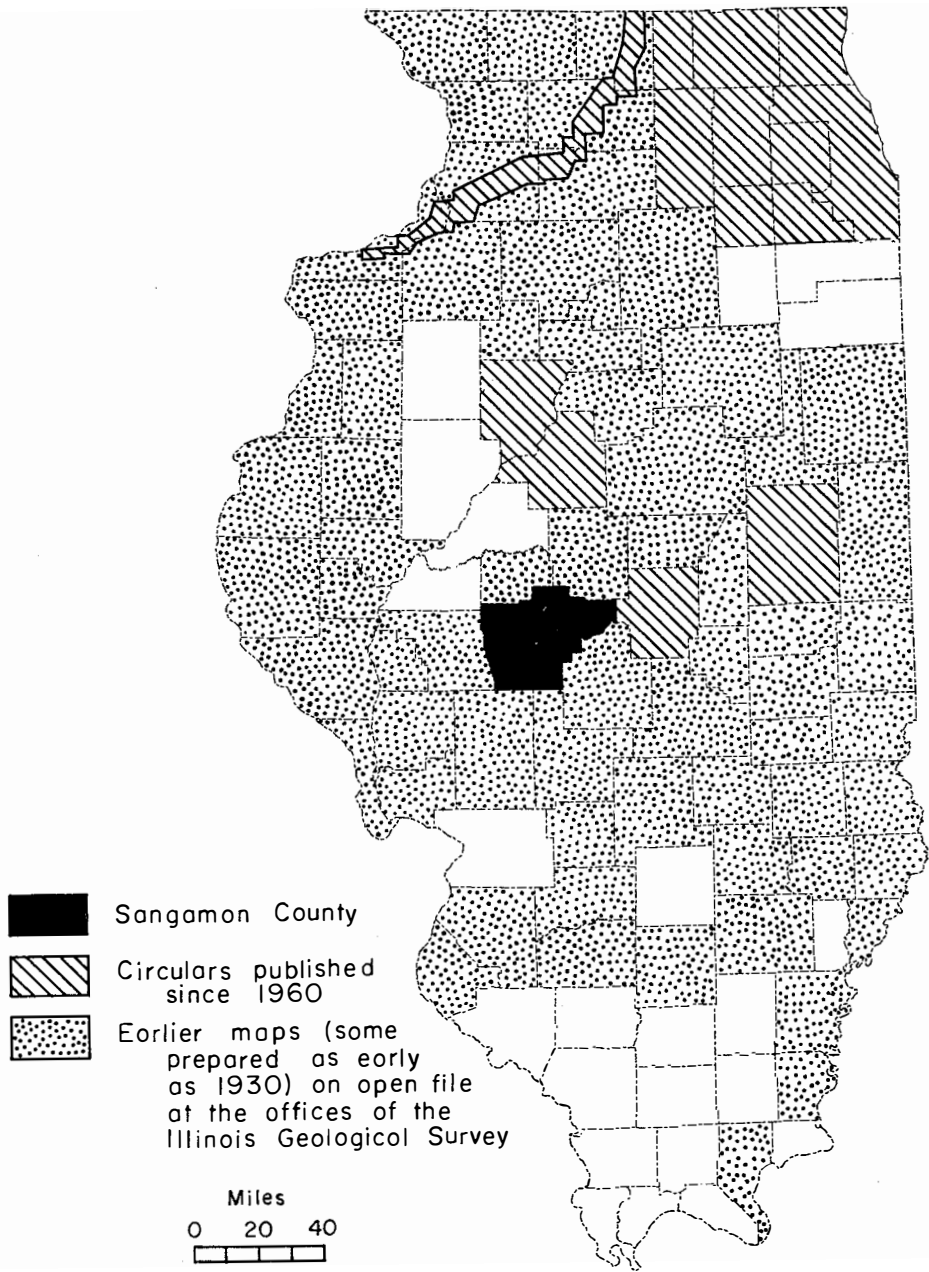 Sangamon County
Circulars published
since 1960
Eorlier maps (some
prepared as eorly
as 1930) on open file
at the offices of the
Illinois Geological Survey
Miles
0 20 40